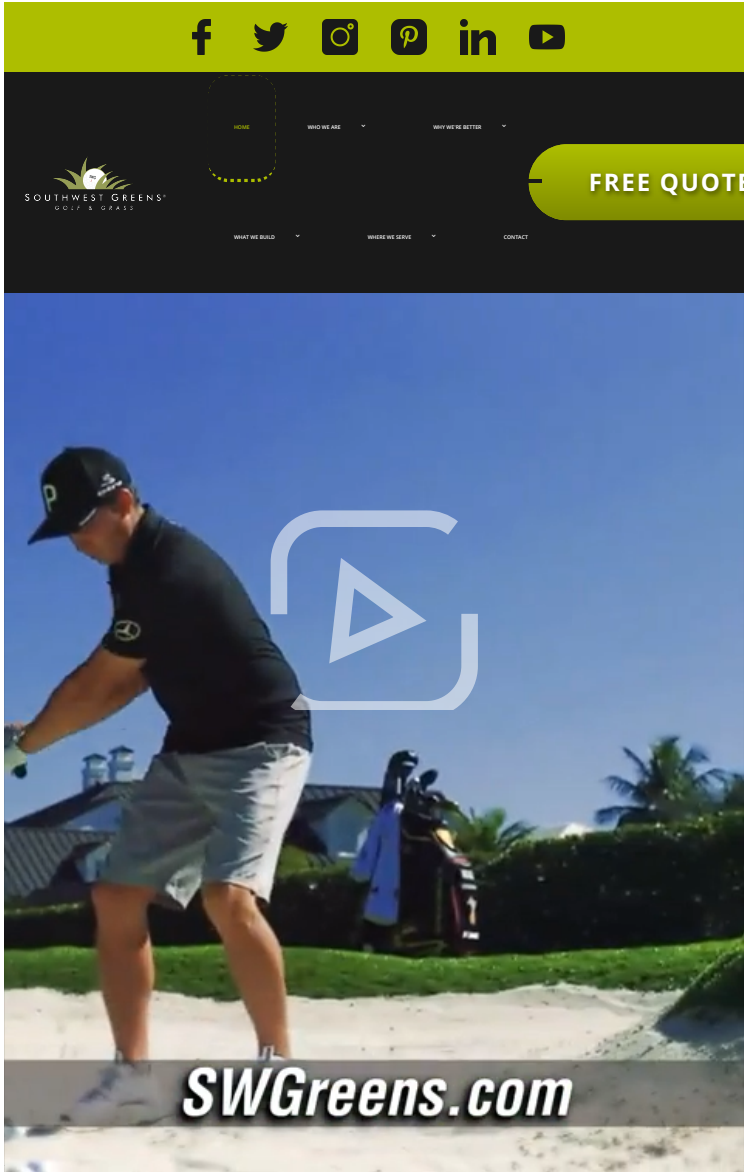 HOME
WHO WE ARE
WHY WE'RE BETTER
SOUTHWEST GREENS®
GOLF & GRASS
FREE QUOTE
WHAT WE BUILD
WHERE WE SERVE
CONTACT
P
SWGreens.com